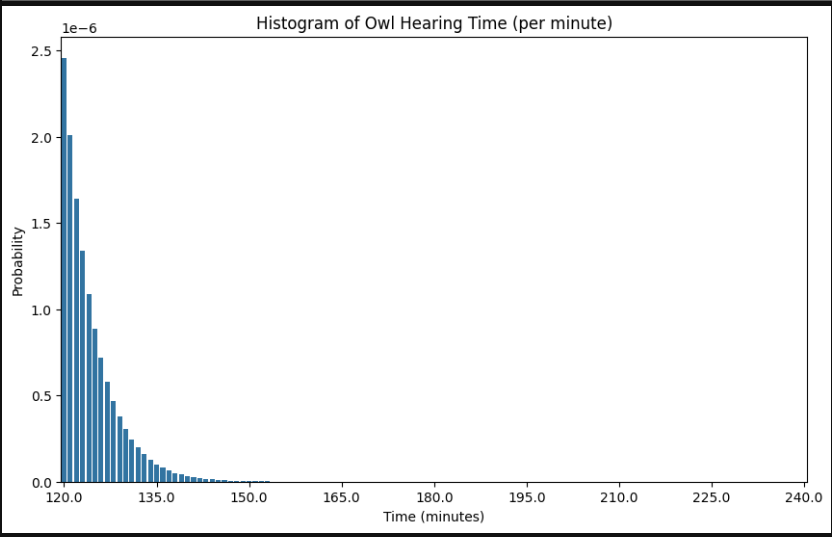 Histogram of Owl Hearing Time (per minute)
1e−6
2.5
2.0
1.5
1.0
0.5
0.0
Probability
120.0 135.0 150.0 165.0 180.0 195.0 210.0 225.0 240.0
Time (minutes)